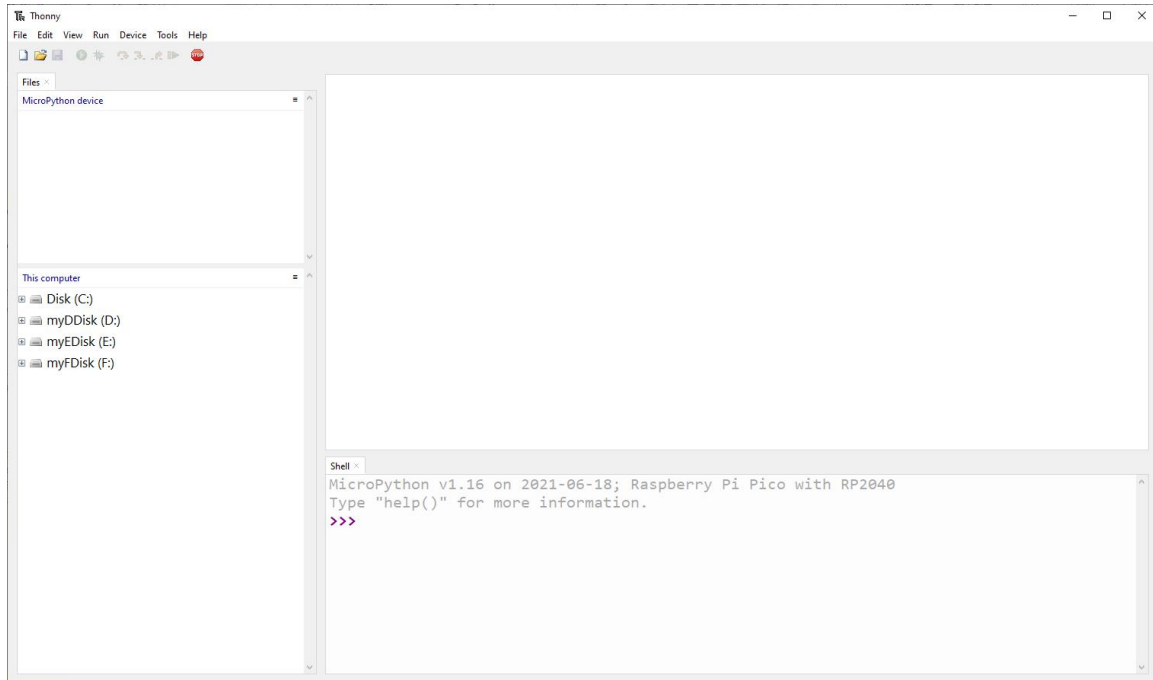 Thonny
File Edit View Run Device Tools Help
STOP
Files
MicroPython device
This computer
Disk (C:)
myDDisk (D:)
myEDisk (E:)
myFDisk (F:)
Shell
MicroPython v1.16 on 2021-06-18; Raspberry Pi Pico with RP2040
Type "help()" for more information.
>>>